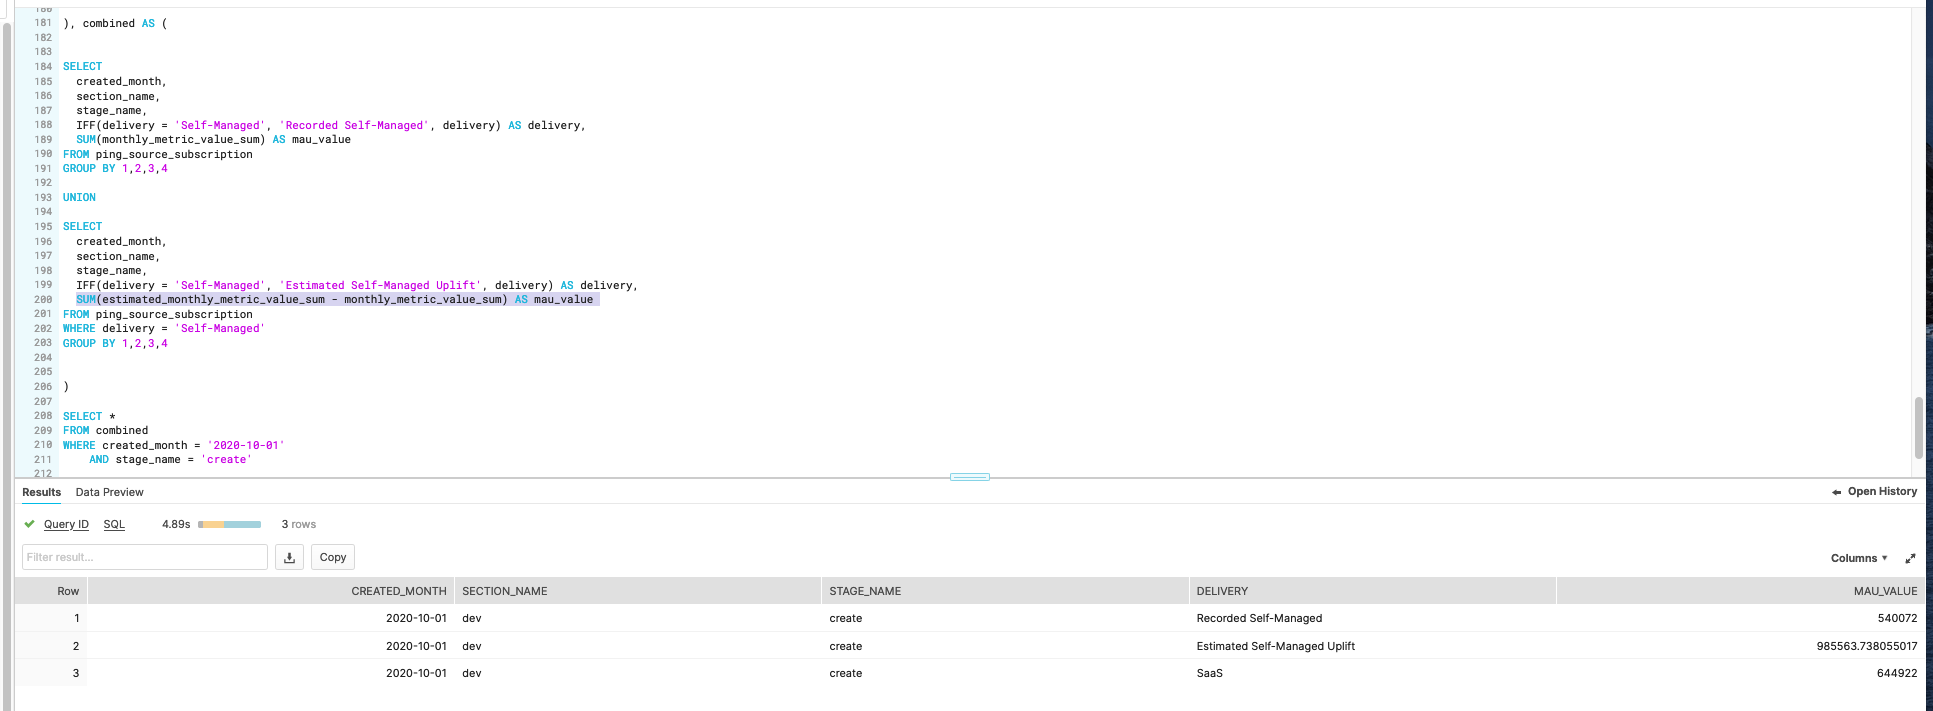 180
181 ), combined AS (
182
183
184 SELECT
185 created_month,
186 section_name,
187 stage_name,
188 IFF(delivery = 'Self-Managed', 'Recorded Self-Managed', delivery) AS delivery,
189 SUM(monthly_metric_value_sum) AS mau_value
190 FROM ping_source_subscription
191 GROUP BY 1,2,3,4
192
193 UNION
194
195 SELECT
196 created_month,
197 section_name,
198 stage_name,
199 IFF(delivery = 'Self-Managed', 'Estimated Self-Managed Uplift', delivery) AS delivery,
200 SUM(estimated_monthly_metric_value_sum - monthly_metric_value_sum) AS mau_value
201 FROM ping_source_subscription
202 WHERE delivery = 'Self-Managed'
203 GROUP BY 1,2,3,4
204
205
206 )
207
208 SELECT *
209 FROM combined
210 WHERE created_month = '2020-10-01'
211 AND stage_name = 'create'
212
Results Data Preview Open History
Query ID SQL 4.89s 3 rows
Filter result... Copy Columns
Row CREATED_MONTH SECTION_NAME STAGE_NAME DELIVERY MAU_VALUE
1 2020-10-01 dev create Recorded Self-Managed 540072
2 2020-10-01 dev create Estimated Self-Managed Uplift 985563.738055017
3 2020-10-01 dev create SaaS 644922